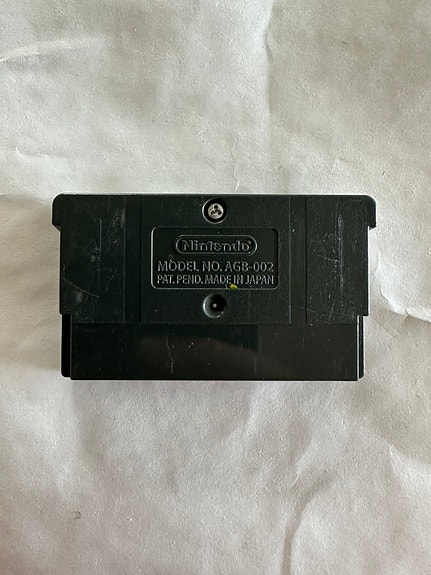 Nintendo
MODEL NO. AGB-002
PAT. PEND. MADE IN JAPAN